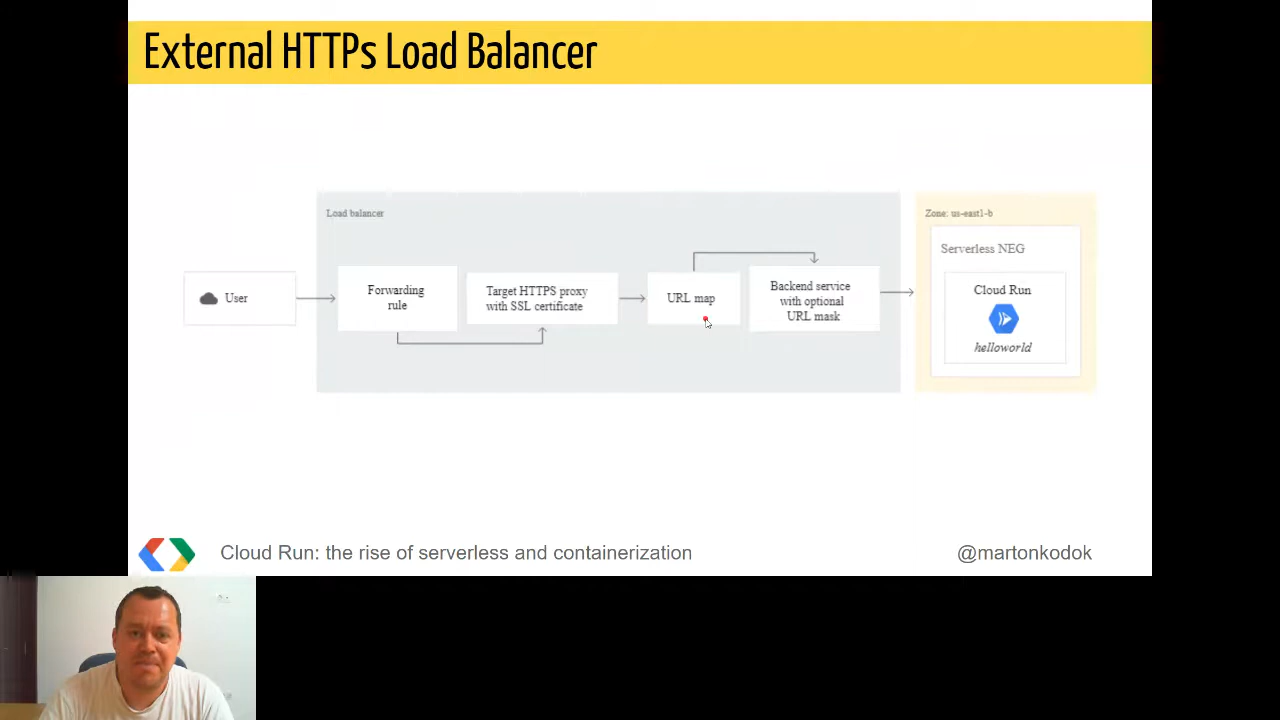 External HTTPs Load Balancer
Load balancer
Zone: us-east1-b
Serverless NEG
User
Forwarding
rule
Target HTTPS proxy
with SSL certificate
URL map
Backend service
with optional
URL mask
Cloud Run
helloworld
Cloud Run: the rise of serverless and containerization
@martonkodok